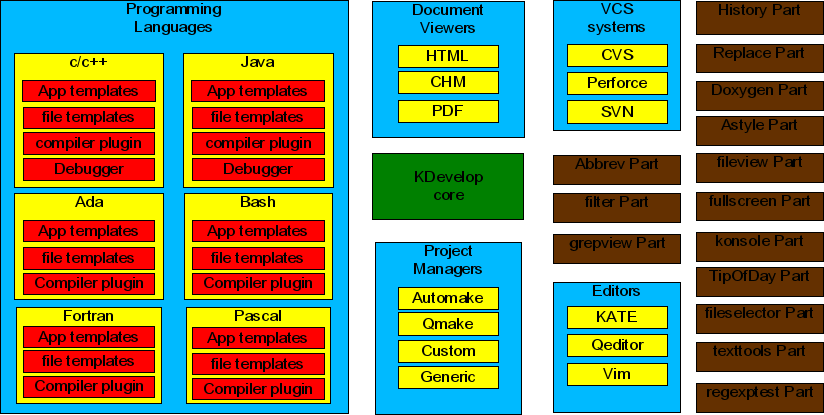 Programming
Languages
c/c++
App templates
file templates
compiler plugin
Debugger
Java
App templates
file templates
compiler plugin
Debugger
Ada
App templates
file templates
Compiler plugin
Bash
App templates
file templates
Compiler plugin
Fortran
App templates
file templates
Compiler plugin
Pascal
App templates
file templates
Compiler plugin
Document
Viewers
HTML
CHM
PDF
KDevelop
core
Project
Managers
Automake
Qmake
Custom
Generic
VCS
systems
CVS
Perforce
SVN
Abbrev Part
filter Part
grepview Part
Editors
KATE
Qeditor
Vim
History Part
Replace Part
Doxygen Part
Astyle Part
fileview Part
fullscreen Part
konsole Part
TipOfDay Part
fileselector Part
texttools Part
regexptest Part